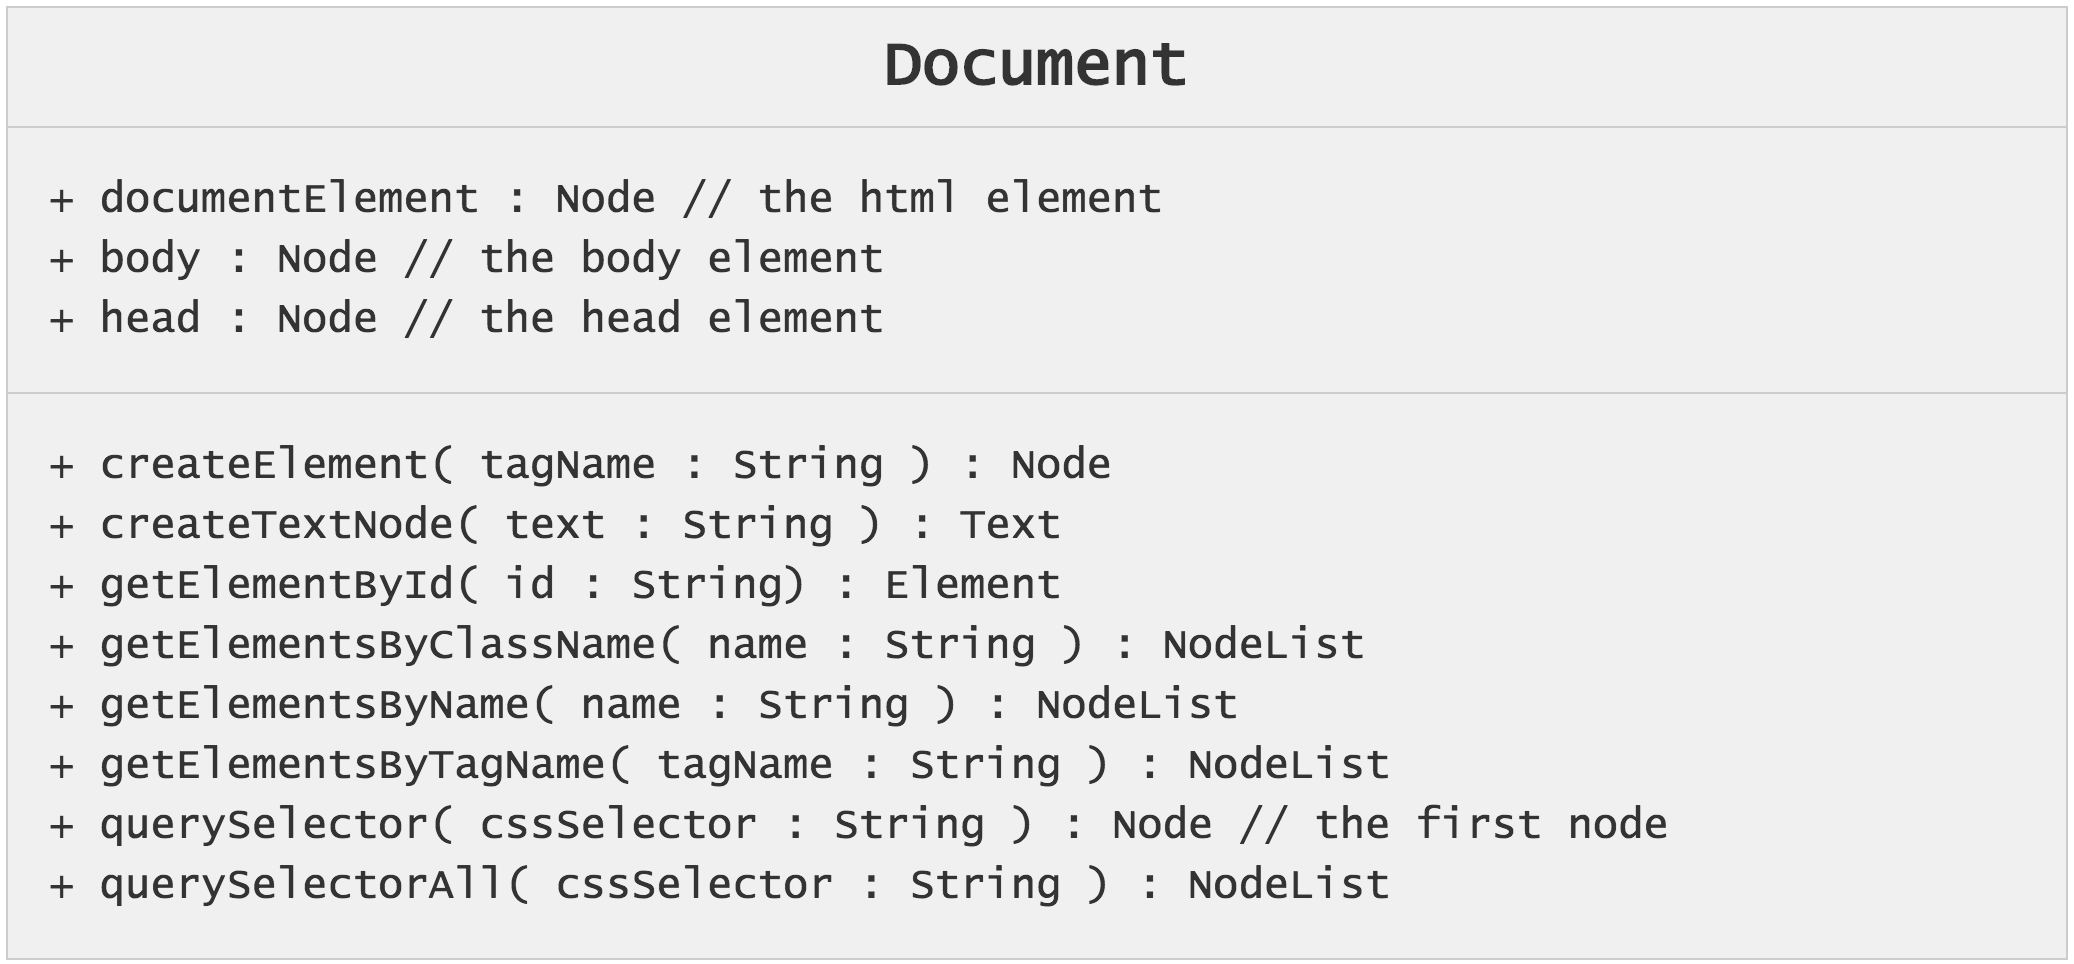 Document
+ documentElement : Node // the html element
+ body : Node // the body element
+ head : Node // the head element
+ createElement( tagName : String ) : Node
+ createTextNode( text : String ) : Text
+ getElementById( id : String) : Element
+ getElementsByClassName( name : String ) : NodeList
+ getElementsByName( name : String ) : NodeList
+ getElementsByTagName( tagName : String ) : NodeList
+ querySelector( cssSelector : String ) : Node // the first node
+ querySelectorAll( cssSelector : String ) : NodeList